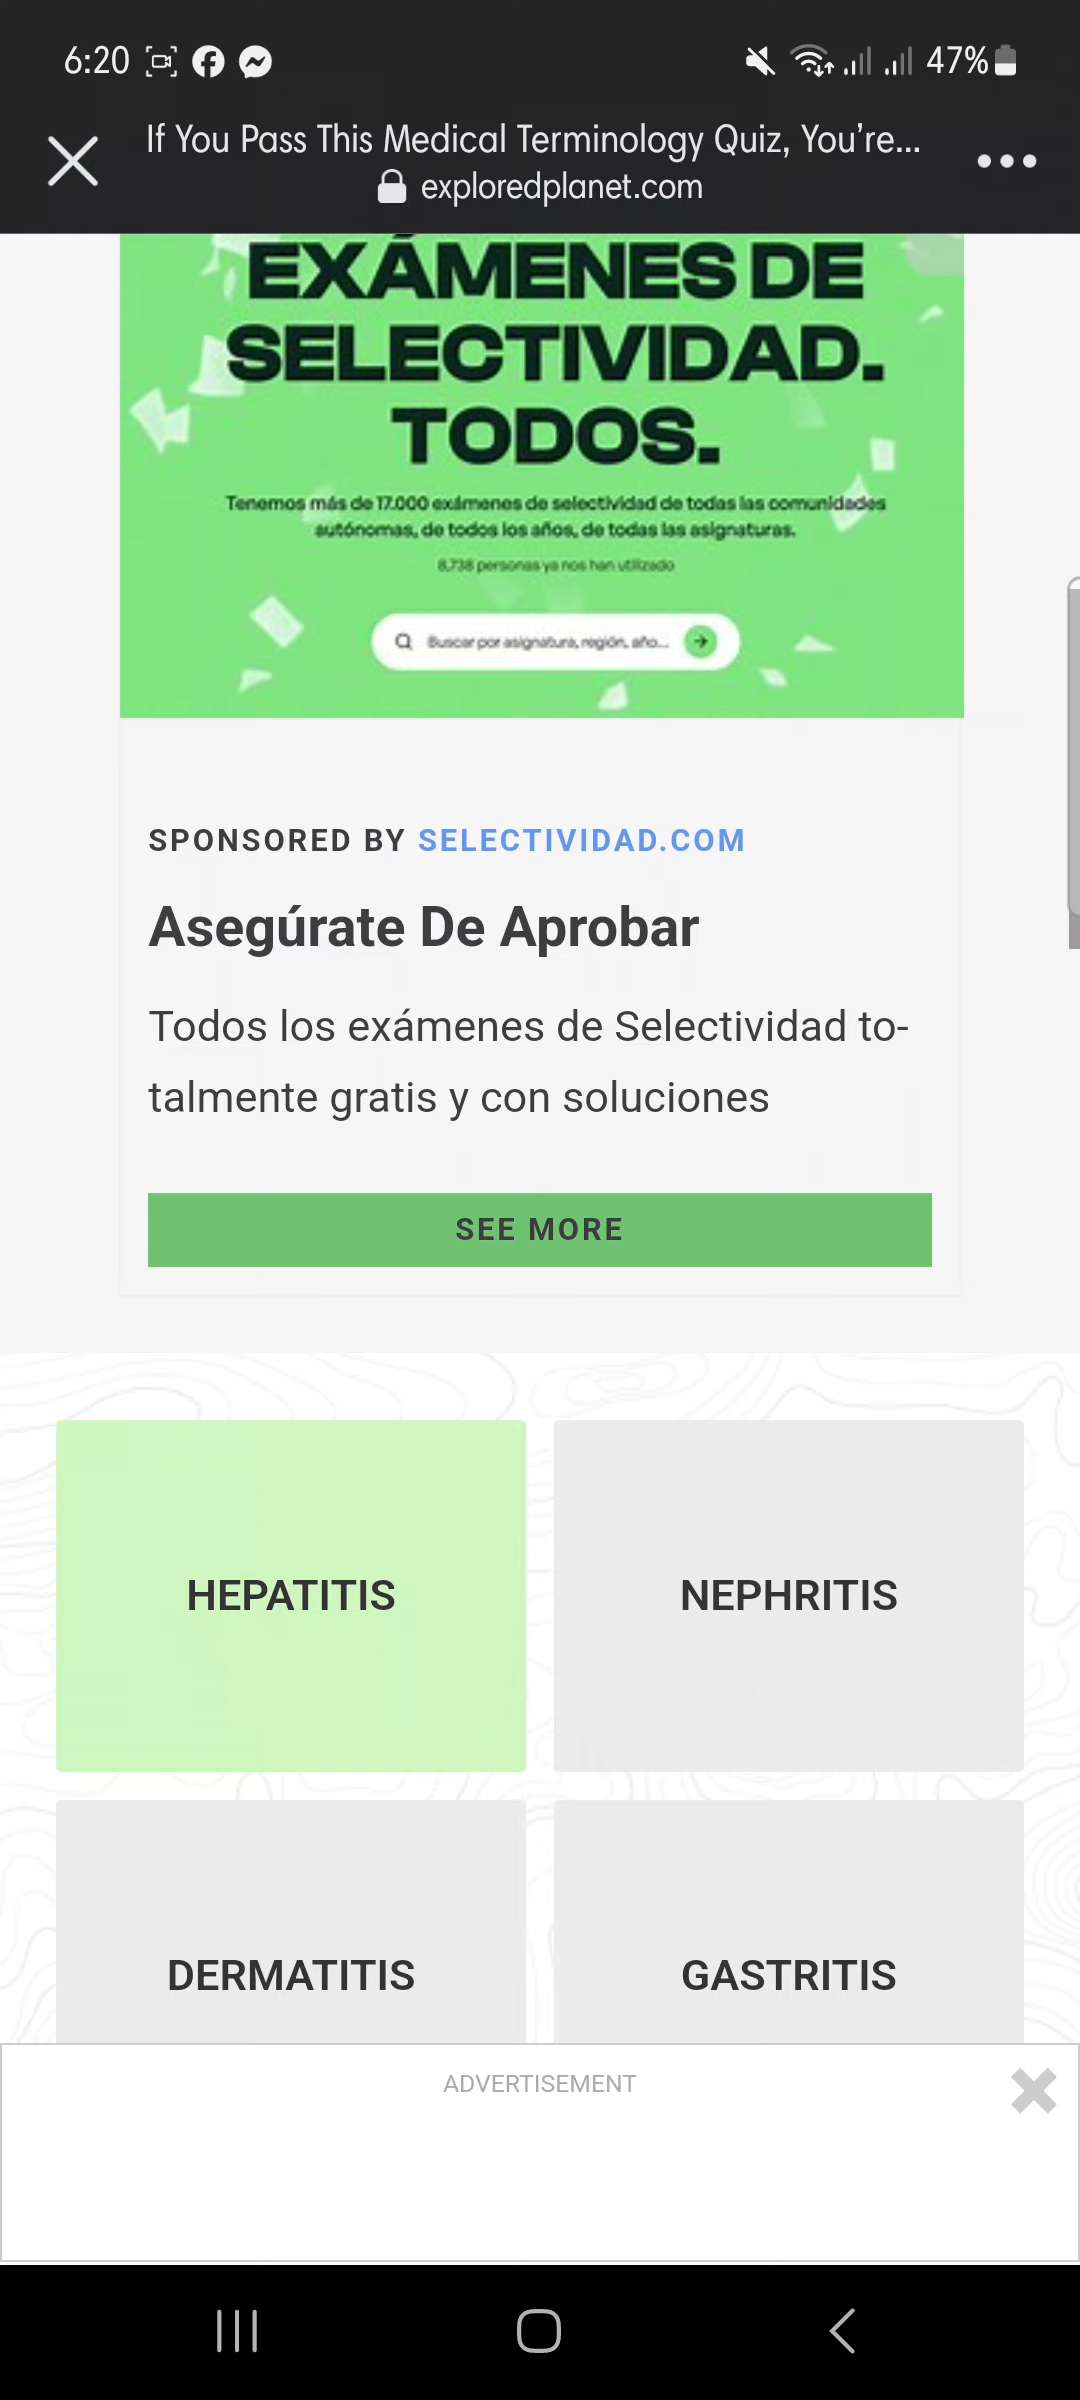 6:20
47%
If You Pass This Medical Terminology Quiz, You’re...
exploredplanet.com
EXÁMENES DE
SELECTIVIDAD.
TODOS.
Tenemos más de 17.000 exámenes de selectividad de todas las comunidades
autónomas, de todos los años, de todas las asignaturas.
8,738 personas ya nos han utilizado
Buscar por asignatura, región, año...
SPONSORED BY SELECTIVIDAD.COM
Asegúrate De Aprobar
Todos los exámenes de Selectividad to-
talmente gratis y con soluciones
SEE MORE
HEPATITIS
NEPHRITIS
DERMATITIS
GASTRITIS
ADVERTISEMENT